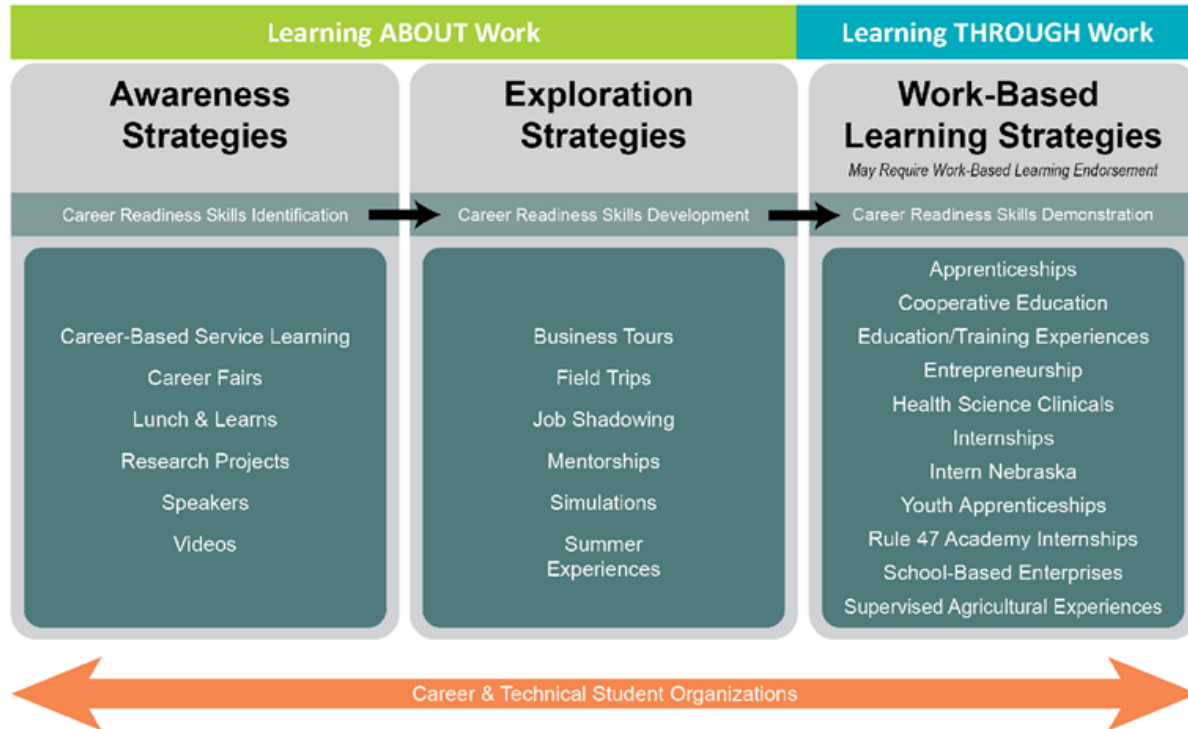 Learning ABOUT Work
Learning THROUGH Work
Awareness
Strategies
Exploration
Strategies
Work-Based
Learning Strategies
May Require Work-Based Learning Endorsement
Career Readiness Skills Identification
Career Readiness Skills Development
Career Readiness Skills Demonstration
Career-Based Service Learning
Career Fairs
Lunch & Learns
Research Projects
Speakers
Videos
Business Tours
Field Trips
Job Shadowing
Mentorships
Simulations
Summer
Experiences
Apprenticeships
Cooperative Education
Education/Training Experiences
Entrepreneurship
Health Science Clinicals
Internships
Intern Nebraska
Youth Apprenticeships
Rule 47 Academy Internships
School-Based Enterprises
Supervised Agricultural Experiences
Career & Technical Student Organizations